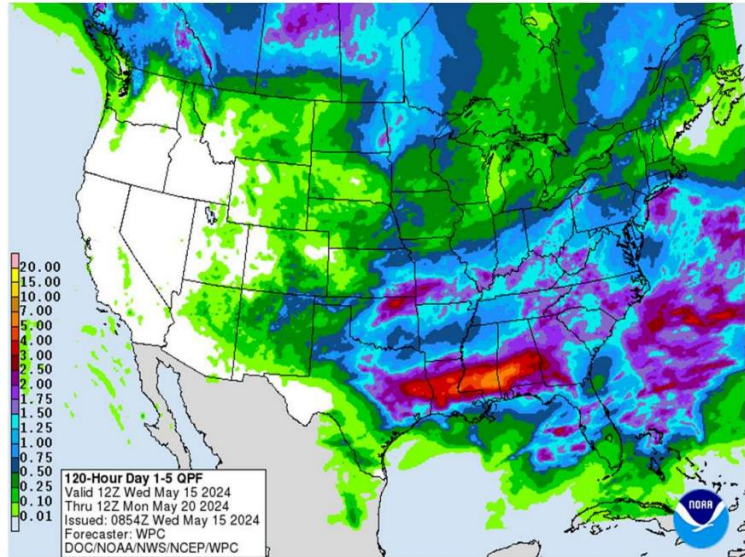 20.00
15.00
10.00
7.00
5.00
4.00
3.00
2.50
2.00
1.75
1.50
1.25
1.00
0.75
0.50
0.25
0.10
0.01
120-Hour Day 1-5 QPF
Valid 12Z Wed May 15 2024
Thru 12Z Mon May 20 2024
Issued: 0854Z Wed May 15 2024
Forecaster: WPC
DOC/NOAA/NWS/NCEP/WPC
NOAA